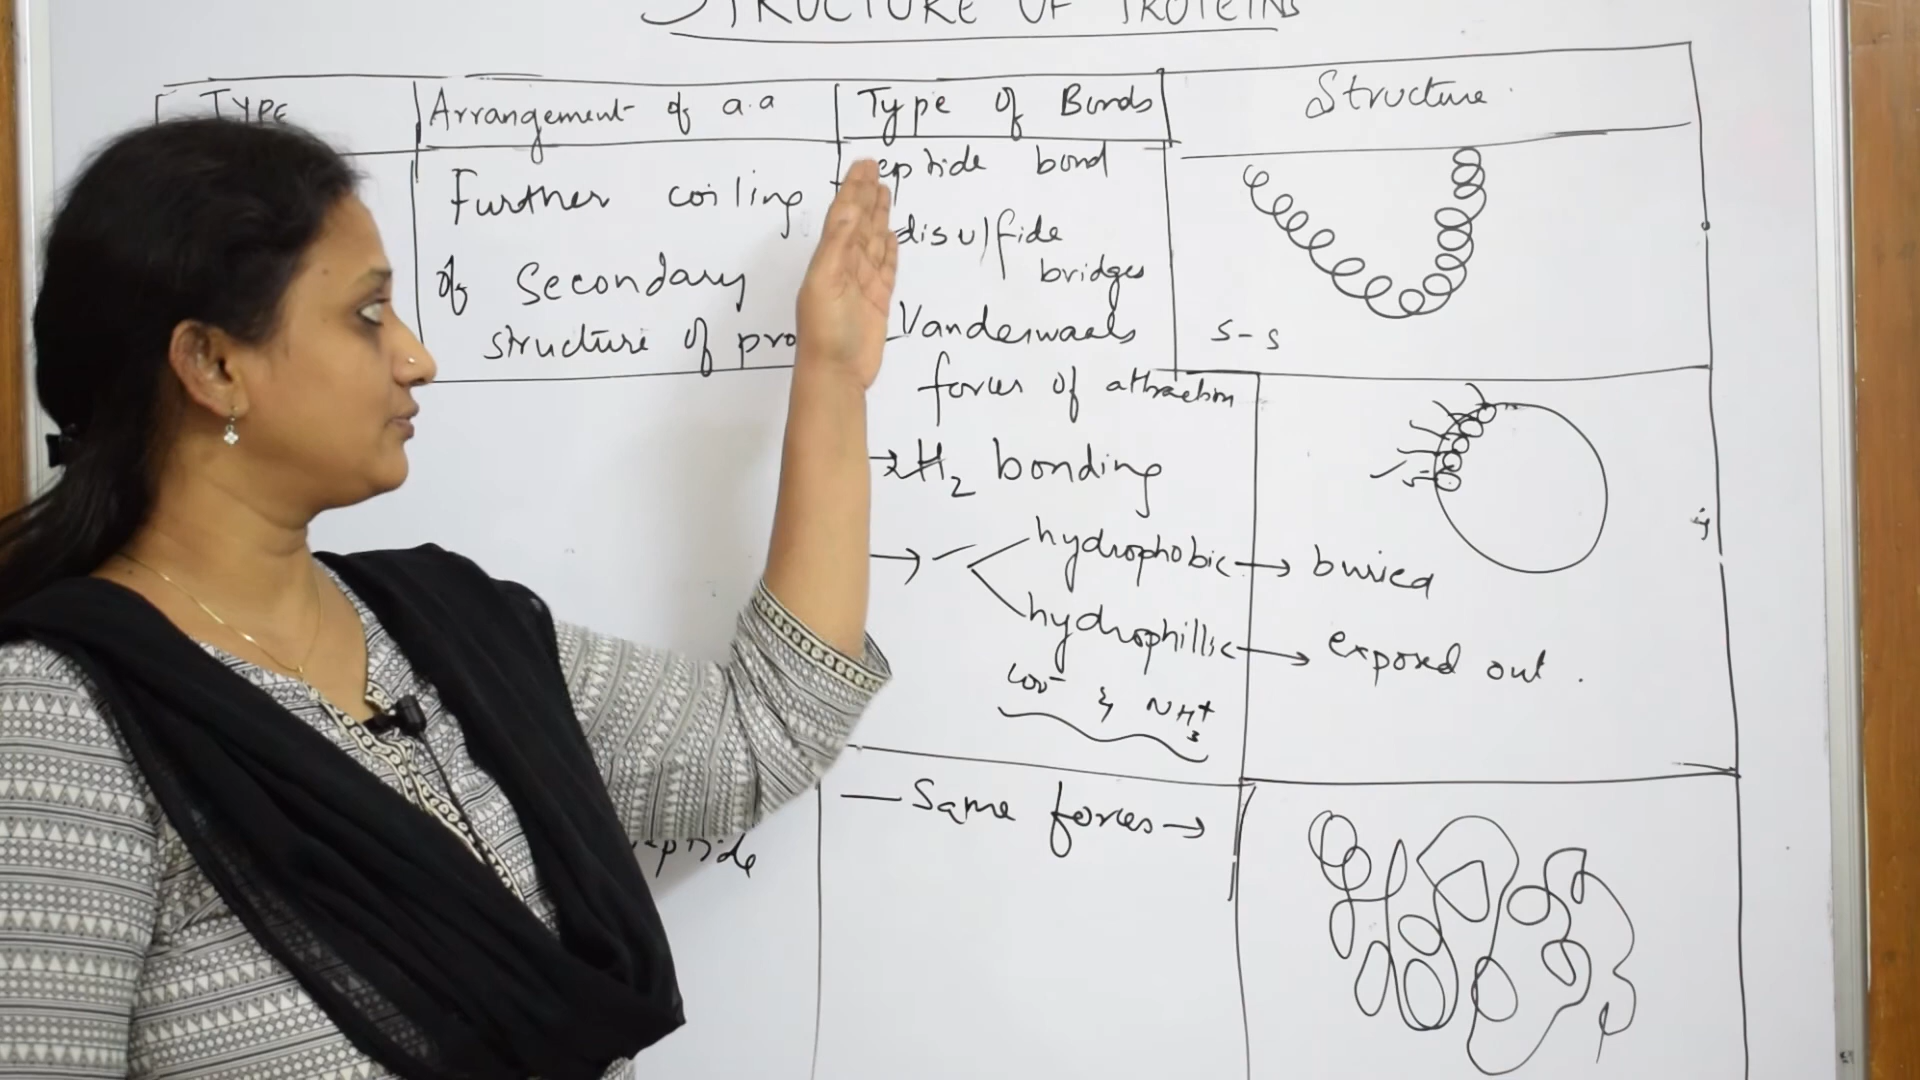 STRUCTURE OF PROTEINS
TYPE
Arrangement of a.a
Type of Bonds
Structure
Further coiling
of Secondary
structure of pro
eptide bond
disulfide
bridges
Vanderwaals
forces of attraction
→ H2 bonding
→ hydrophobic → buried
hydrophillic → exposed out.
COO- & NH3+
S-S
— Same forces →
ptide